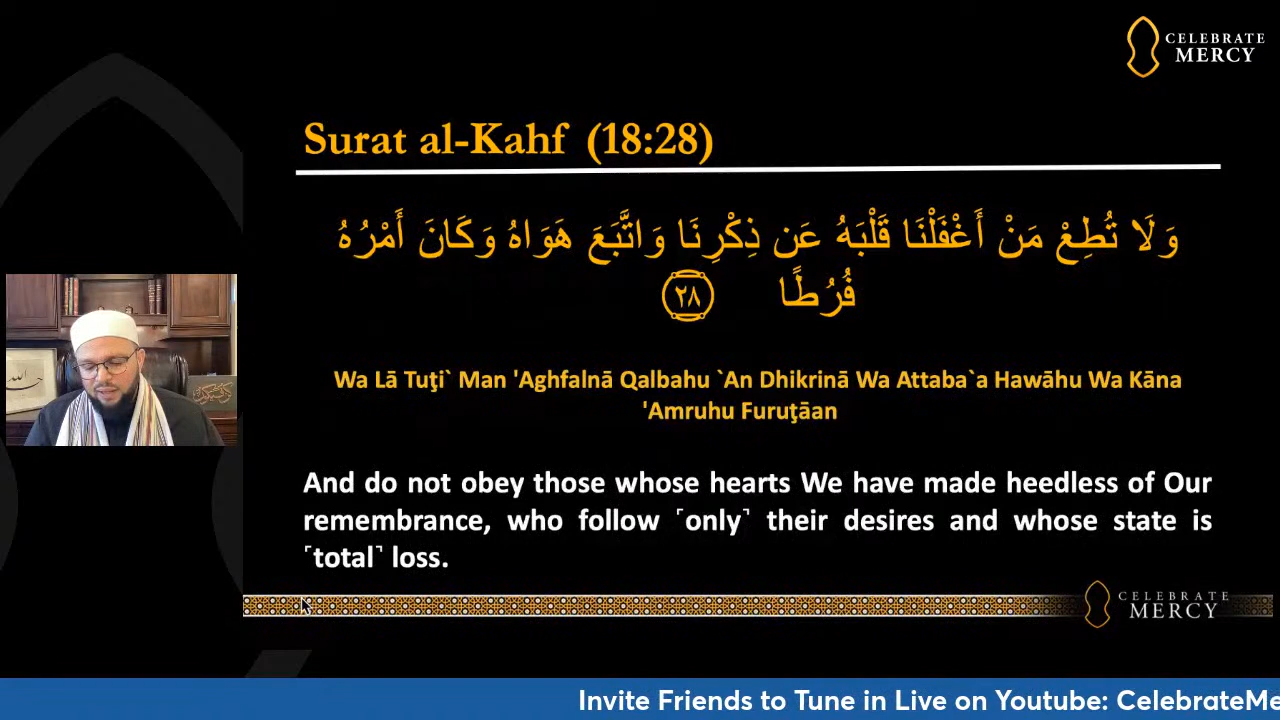 CELEBRATE
MERCY
Surat al-Kahf (18:28)
وَلَا تُطِعْ مَنْ أَغْفَلْنَا قَلْبَهُ عَن ذِكْرِنَا وَاتَّبَعَ هَوَاهُ وَكَانَ أَمْرُهُ
فُرُطًا ٢٨
Wa Lā Tuţi` Man 'Aghfalnā Qalbahu `An Dhikrinā Wa Attaba`a Hawāhu Wa Kāna
'Amruhu Furuţāan
And do not obey those whose hearts We have made heedless of Our
remembrance, who follow ˹only˺ their desires and whose state is
˹total˺ loss.
CELEBRATE
MERCY
Invite Friends to Tune in Live on Youtube: CelebrateMe